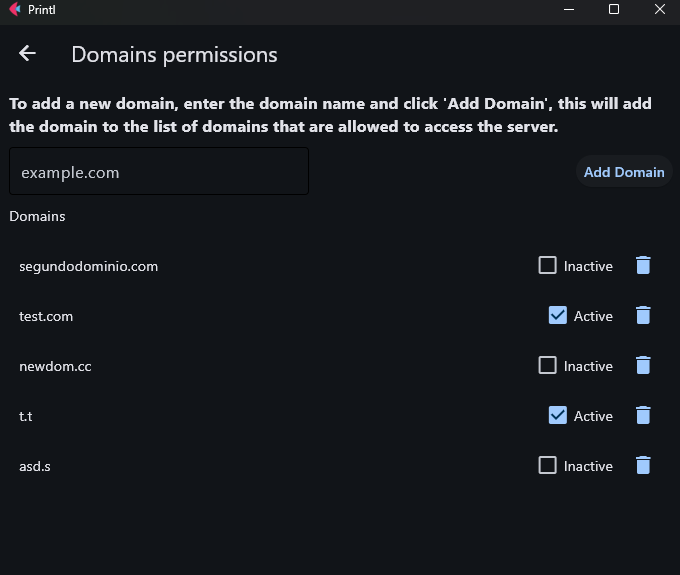 Printl
Domains permissions
To add a new domain, enter the domain name and click 'Add Domain', this will add
the domain to the list of domains that are allowed to access the server.
example.com
Add Domain
Domains
segundodominio.com Inactive
test.com Active
newdom.cc Inactive
t.t Active
asd.s Inactive